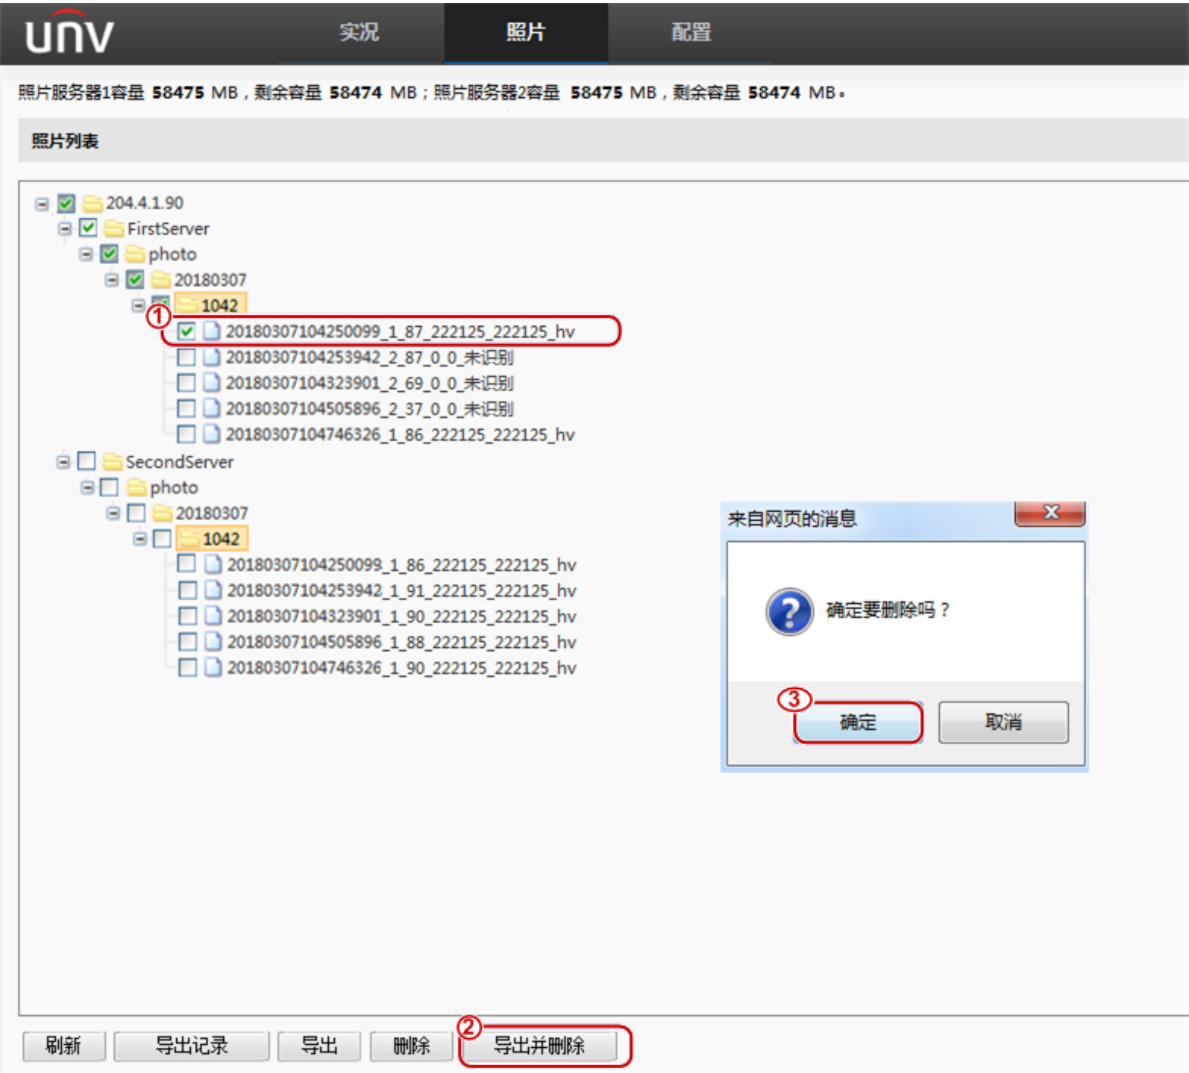 unv
实况
照片
配置
照片服务器1容量 58475 MB，剩余容量 58474 MB；照片服务器2容量 58475 MB，剩余容量 58474 MB。
照片列表
204.4.1.90
FirstServer
photo
20180307
1042
①
20180307104250099_1_87_222125_222125_hv
20180307104253942_2_87_0_0_未识别
20180307104323901_2_69_0_0_未识别
20180307104505896_2_37_0_0_未识别
20180307104746326_1_86_222125_222125_hv
SecondServer
photo
20180307
1042
20180307104250099_1_86_222125_222125_hv
20180307104253942_1_91_222125_222125_hv
20180307104323901_1_90_222125_222125_hv
20180307104505896_1_88_222125_222125_hv
20180307104746326_1_90_222125_222125_hv
来自网页的消息
x
?
确定要删除吗？
③
确定
取消
②
刷新
导出记录
导出
删除
导出并删除